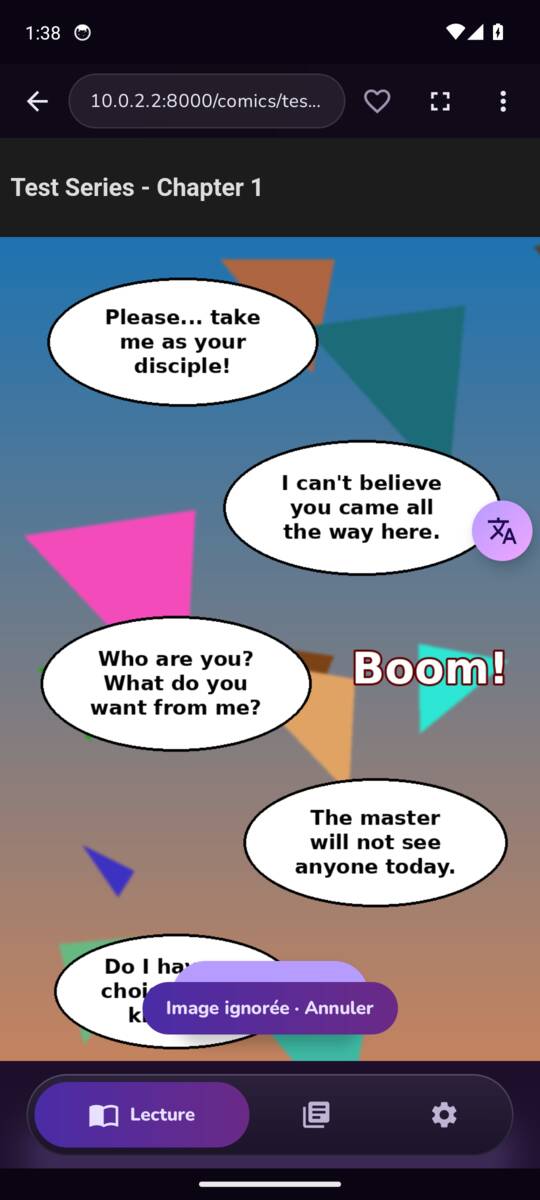 1:38
10.0.2.2:8000/comics/tes...
Test Series - Chapter 1
Please... take
me as your
disciple!
I can't believe
you came all
the way here.
Who are you?
What do you
want from me?
Boom!
The master
will not see
anyone today.
Do I
Image ignorée · Annuler
Lecture